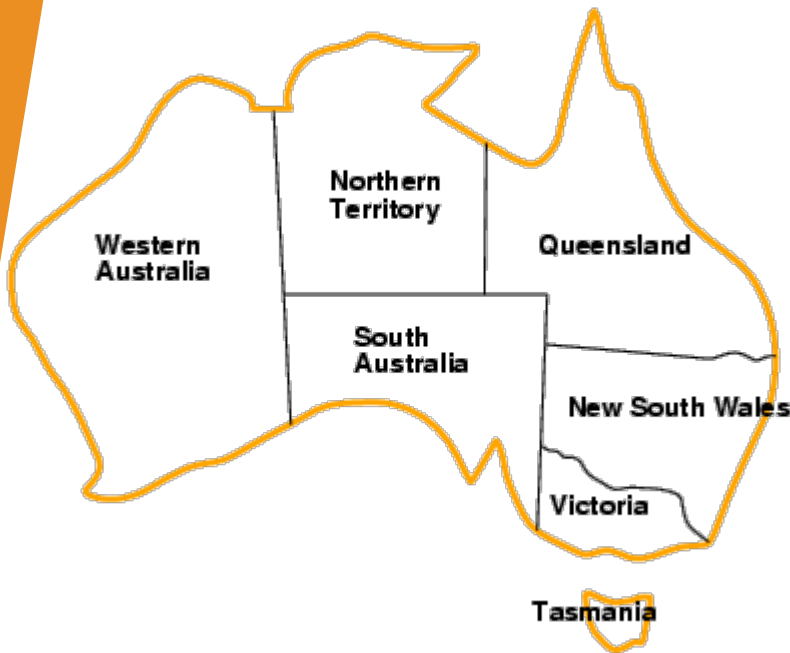 Northern
Territory
Western
Australia
Queensland
South
Australia
New South Wales
Victoria
Tasmania